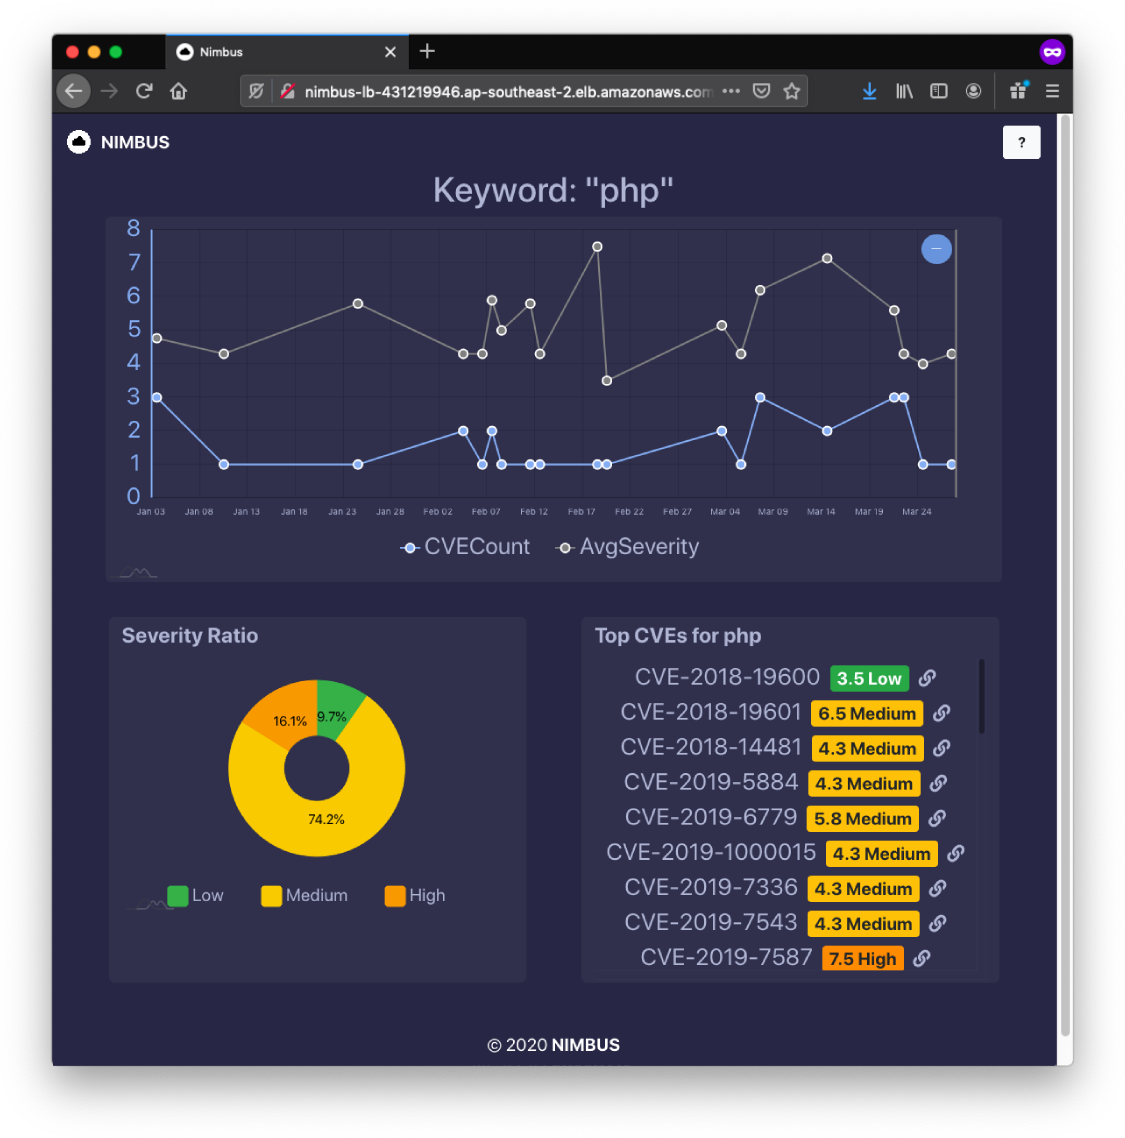 Nimbus
nimbus-lb-431219946.ap-southeast-2.elb.amazonaws.com
NIMBUS
?
Keyword: "php"
8
7
6
5
4
3
2
1
0
Jan 03 Jan 08 Jan 13 Jan 18 Jan 23 Jan 28 Feb 02 Feb 07 Feb 12 Feb 17 Feb 22 Feb 27 Mar 04 Mar 09 Mar 14 Mar 19 Mar 24
CVECount AvgSeverity
Severity Ratio
16.1% 9.7%
74.2%
Low Medium High
Top CVEs for php
CVE-2018-19600 3.5 Low
CVE-2018-19601 6.5 Medium
CVE-2018-14481 4.3 Medium
CVE-2019-5884 4.3 Medium
CVE-2019-6779 5.8 Medium
CVE-2019-1000015 4.3 Medium
CVE-2019-7336 4.3 Medium
CVE-2019-7543 4.3 Medium
CVE-2019-7587 7.5 High
© 2020 NIMBUS